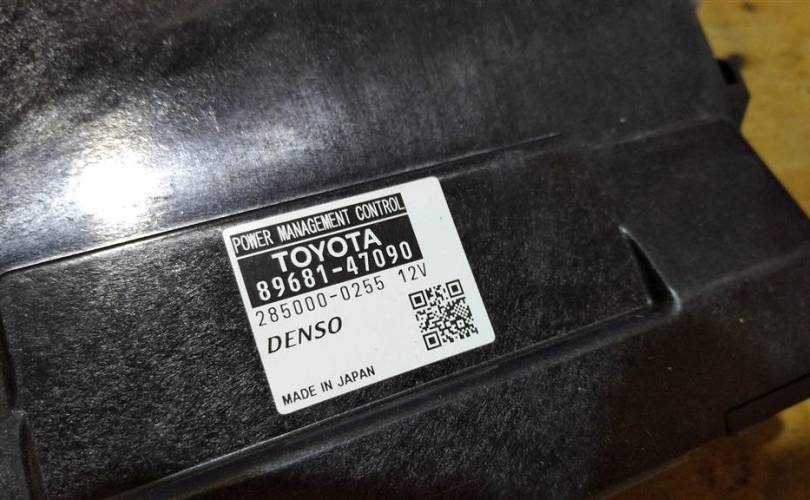 POWER MANAGEMENT CONTROL
TOYOTA
89681-47090
285000-0255 12V
DENSO
MADE IN JAPAN